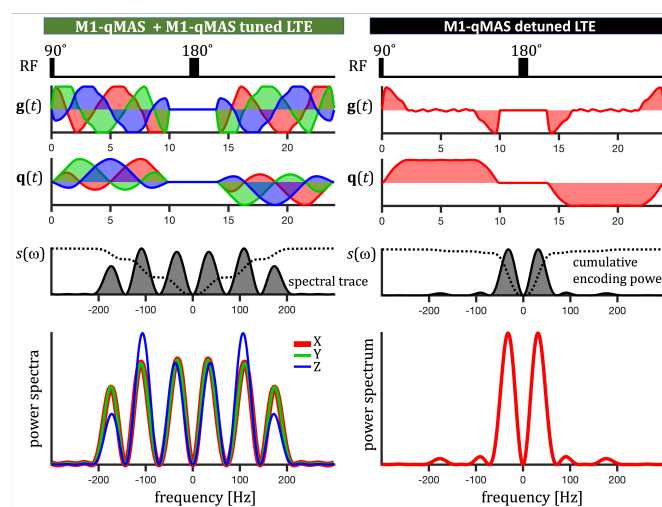 M1-qMAS + M1-qMAS tuned LTE
M1-qMAS detuned LTE
90°
180°
RF
90°
180°
RF
g(t)
0 5 10 15 20
g(t)
0 5 10 15 20
q(t)
0 5 10 15 20
q(t)
0 5 10 15 20
s(ω)
spectral trace
-200 -100 0 100 200
s(ω)
cumulative
encoding power
-200 -100 0 100 200
power spectra
X
Y
Z
-200 -100 0 100 200
frequency [Hz]
power spectrum
-200 -100 0 100 200
frequency [Hz]